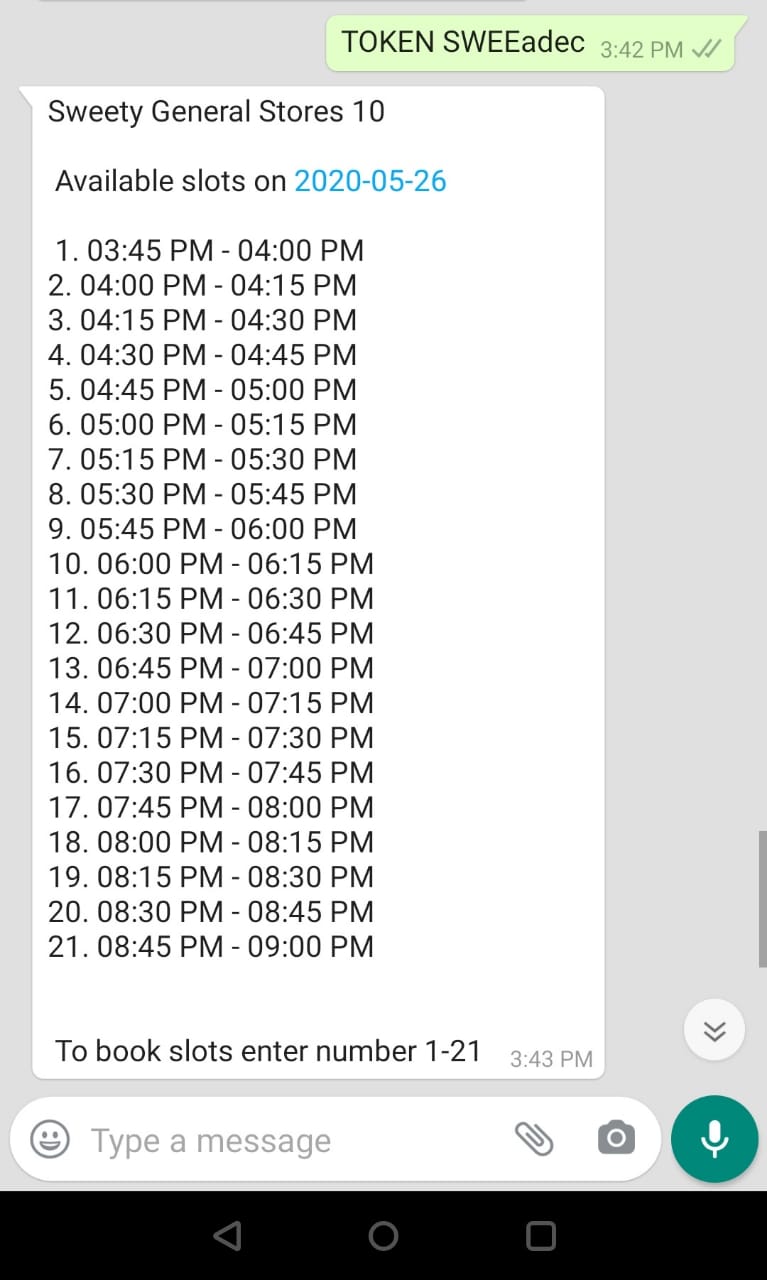 TOKEN SWEEadec 3:42 PM
Sweety General Stores 10
Available slots on 2020-05-26
1. 03:45 PM - 04:00 PM
2. 04:00 PM - 04:15 PM
3. 04:15 PM - 04:30 PM
4. 04:30 PM - 04:45 PM
5. 04:45 PM - 05:00 PM
6. 05:00 PM - 05:15 PM
7. 05:15 PM - 05:30 PM
8. 05:30 PM - 05:45 PM
9. 05:45 PM - 06:00 PM
10. 06:00 PM - 06:15 PM
11. 06:15 PM - 06:30 PM
12. 06:30 PM - 06:45 PM
13. 06:45 PM - 07:00 PM
14. 07:00 PM - 07:15 PM
15. 07:15 PM - 07:30 PM
16. 07:30 PM - 07:45 PM
17. 07:45 PM - 08:00 PM
18. 08:00 PM - 08:15 PM
19. 08:15 PM - 08:30 PM
20. 08:30 PM - 08:45 PM
21. 08:45 PM - 09:00 PM
To book slots enter number 1-21 3:43 PM
Type a message